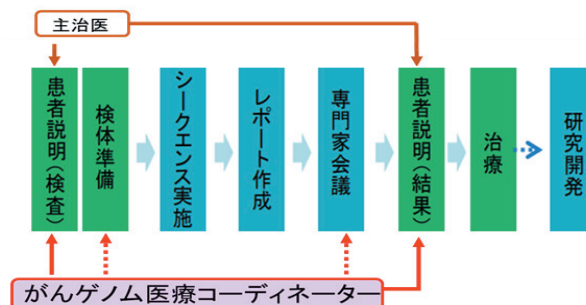 主治医
患者説明(検査)
検体準備
シークエンス実施
レポート作成
専門家会議
患者説明(結果)
治療
研究開発
がんゲノム医療コーディネーター